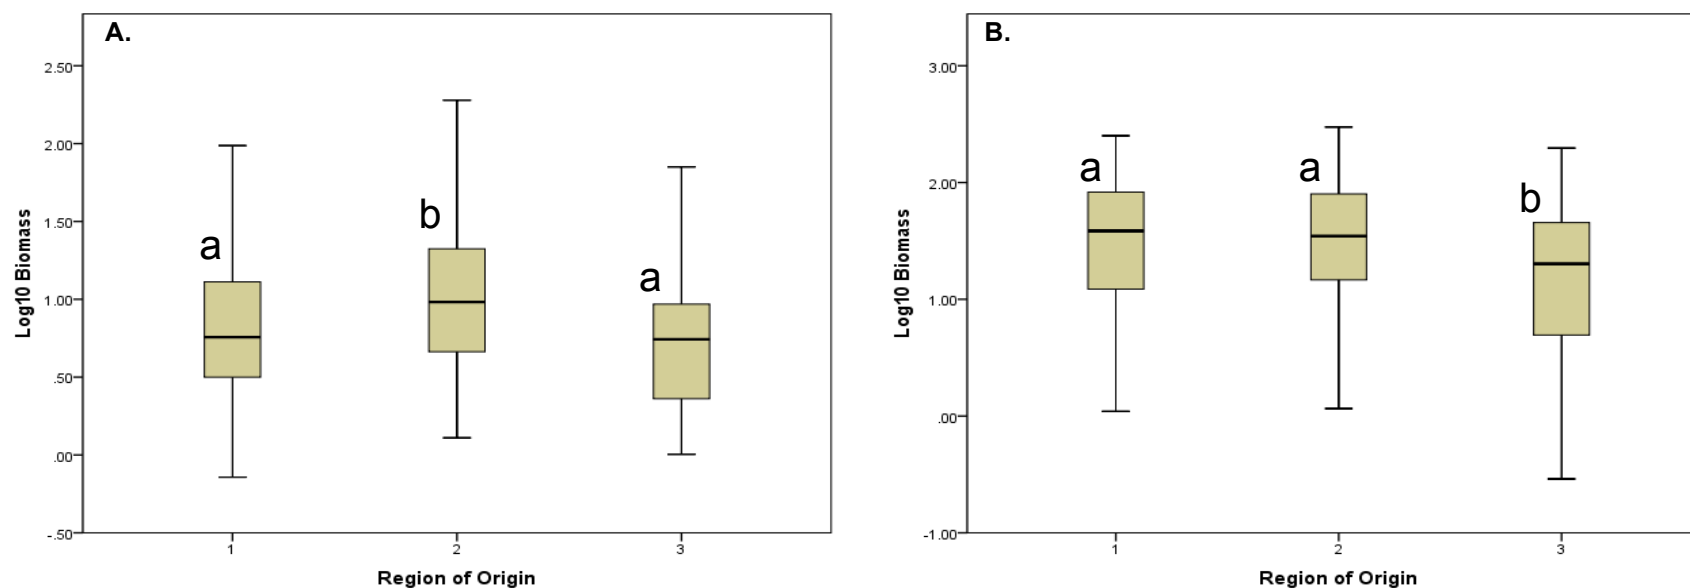 A.
2.50
2.00
1.50
1.00
.50
.00
-.50
Log10 Biomass
a
b
a
1
2
3
Region of Origin
B.
3.00
2.00
1.00
.00
-1.00
Log10 Biomass
a
a
b
1
2
3
Region of Origin